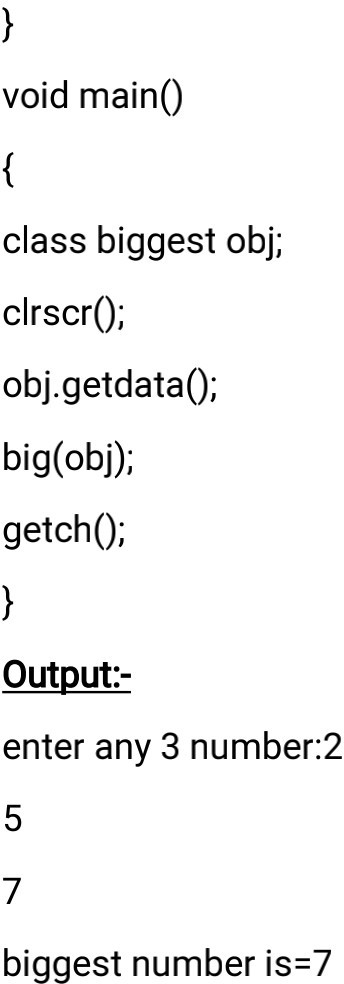 }
void main()
{
class biggest obj;
clrscr();
obj.getdata();
big(obj);
getch();
}
Output:-
enter any 3 number:2
5
7
biggest number is=7